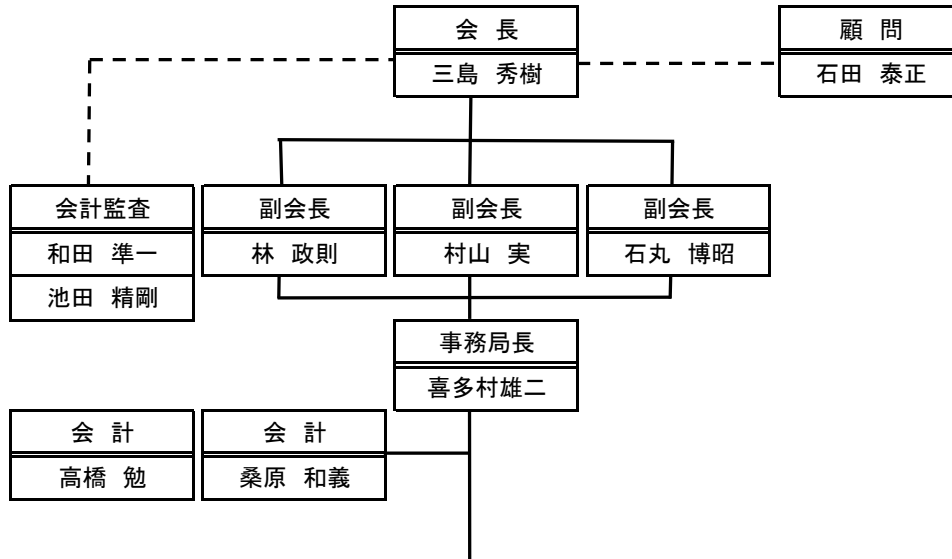 会 長
三島 秀樹
顧 問
石田 泰正
会計監査
和田 準一
池田 精剛
副会長
林 政則
副会長
村山 実
副会長
石丸 博昭
事務局長
喜多村雄二
会 計
高橋 勉
会 計
桑原 和義